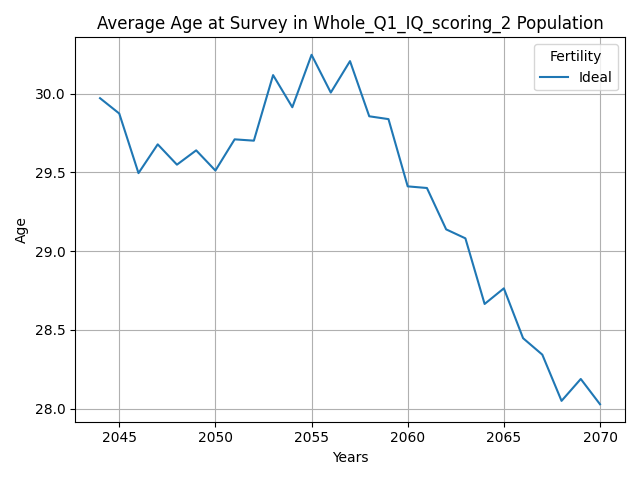 Average Age at Survey in Whole_Q1_IQ_scoring_2 Population
Fertility
Ideal
30.0
29.5
29.0
28.5
28.0
Age
2045 2050 2055 2060 2065 2070
Years